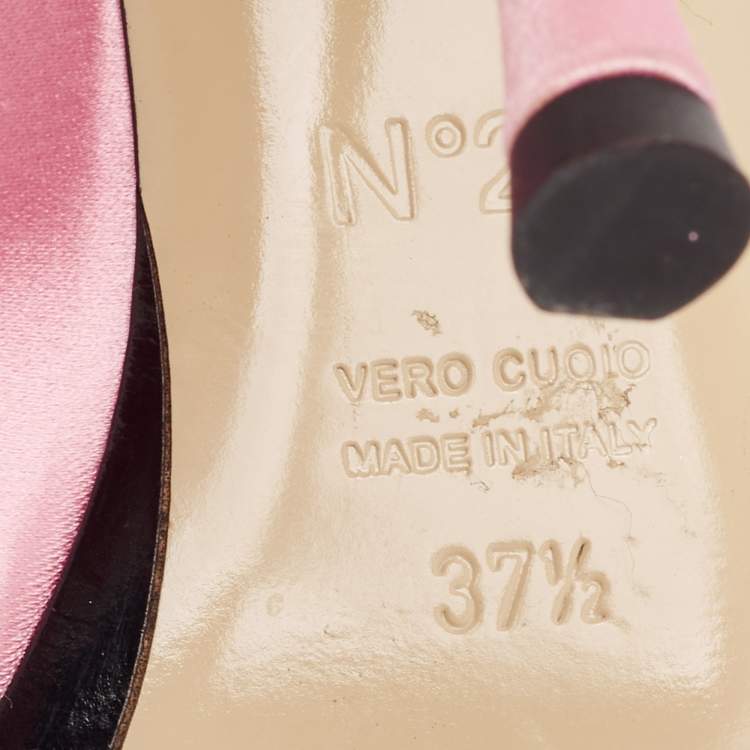 N°2
VERO CUOIO
MADE IN ITALY
37½